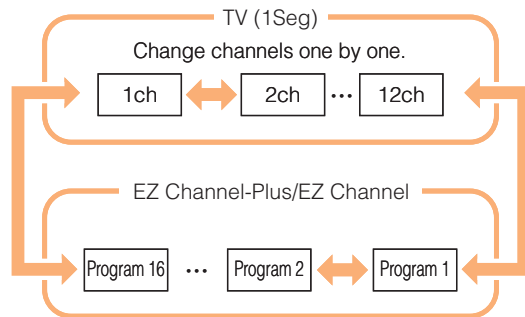 TV (1Seg)
Change channels one by one.
1ch 2ch ••• 12ch
EZ Channel-Plus/EZ Channel
Program 16 ••• Program 2 Program 1